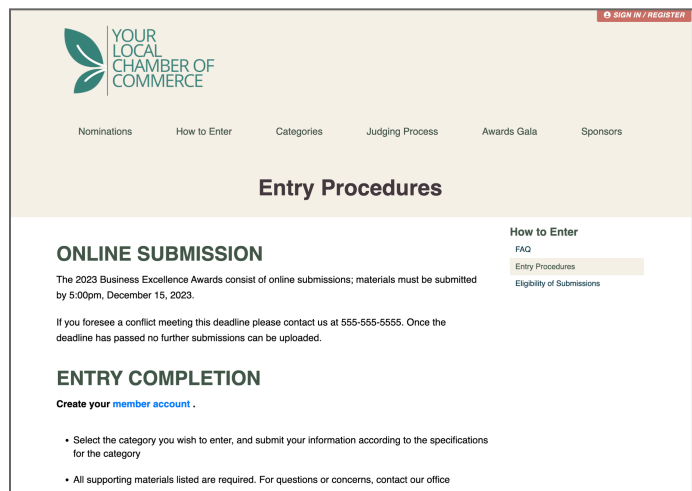 SIGN IN / REGISTER
YOUR
LOCAL
CHAMBER OF
COMMERCE
Nominations How to Enter Categories Judging Process Awards Gala Sponsors
Entry Procedures
ONLINE SUBMISSION
The 2023 Business Excellence Awards consist of online submissions; materials must be submitted
by 5:00pm, December 15, 2023.
If you foresee a conflict meeting this deadline please contact us at 555-555-5555. Once the
deadline has passed no further submissions can be uploaded.
ENTRY COMPLETION
Create your member account .
• Select the category you wish to enter, and submit your information according to the specifications
for the category
• All supporting materials listed are required. For questions or concerns, contact our office
How to Enter
FAQ
Entry Procedures
Eligibility of Submissions